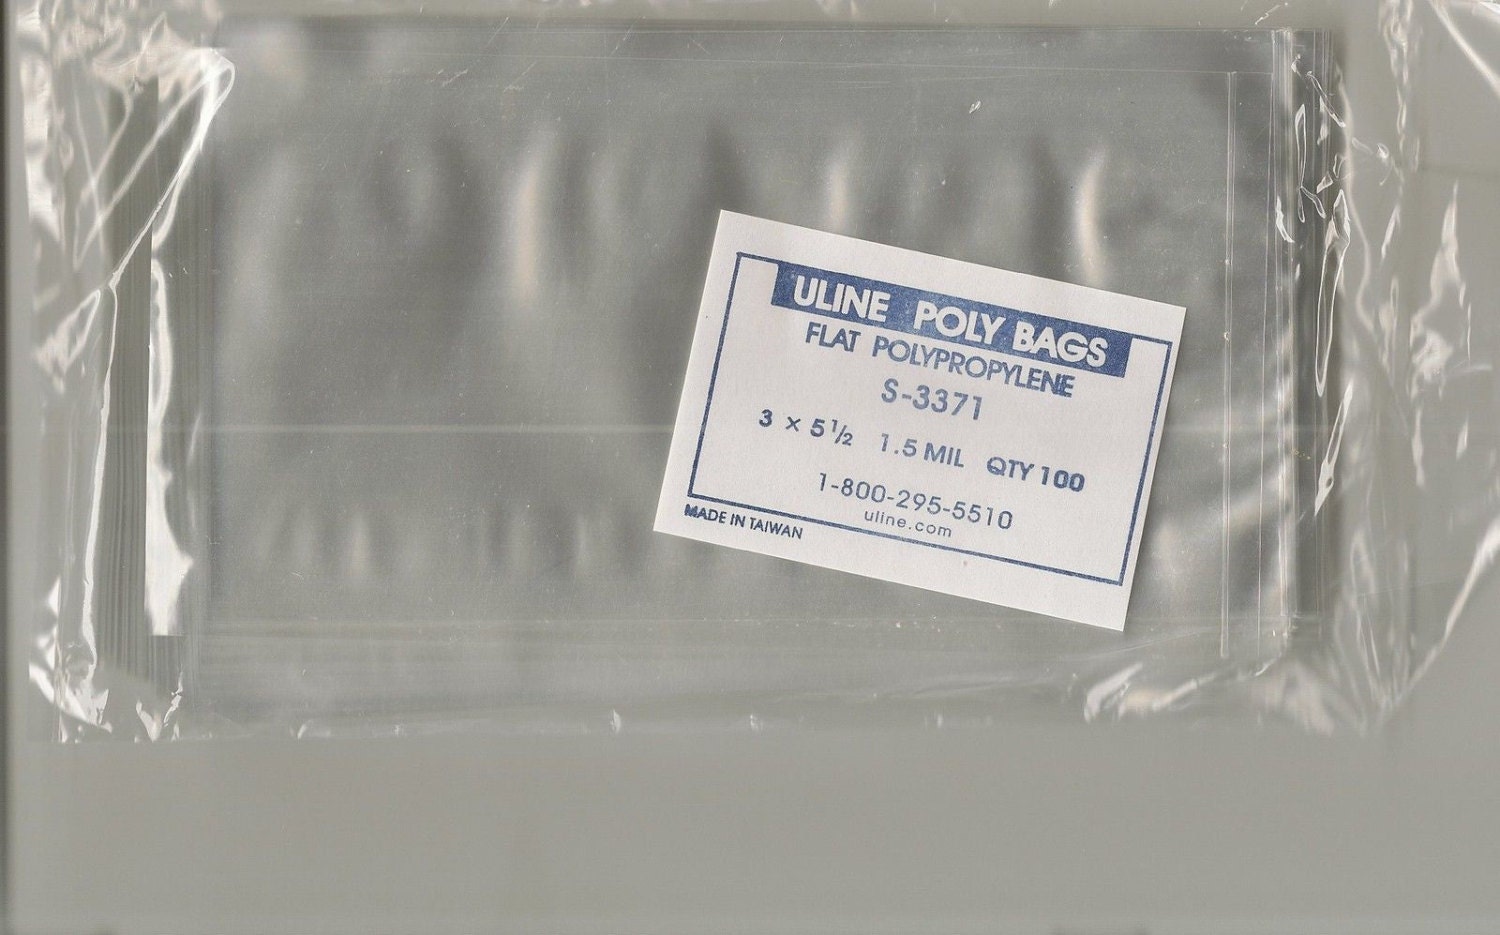 ULINE POLY BAGS
FLAT POLYPROPYLENE
S-3371
3 × 5½ 1.5 MIL QTY 100
1-800-295-5510
uline.com
MADE IN TAIWAN